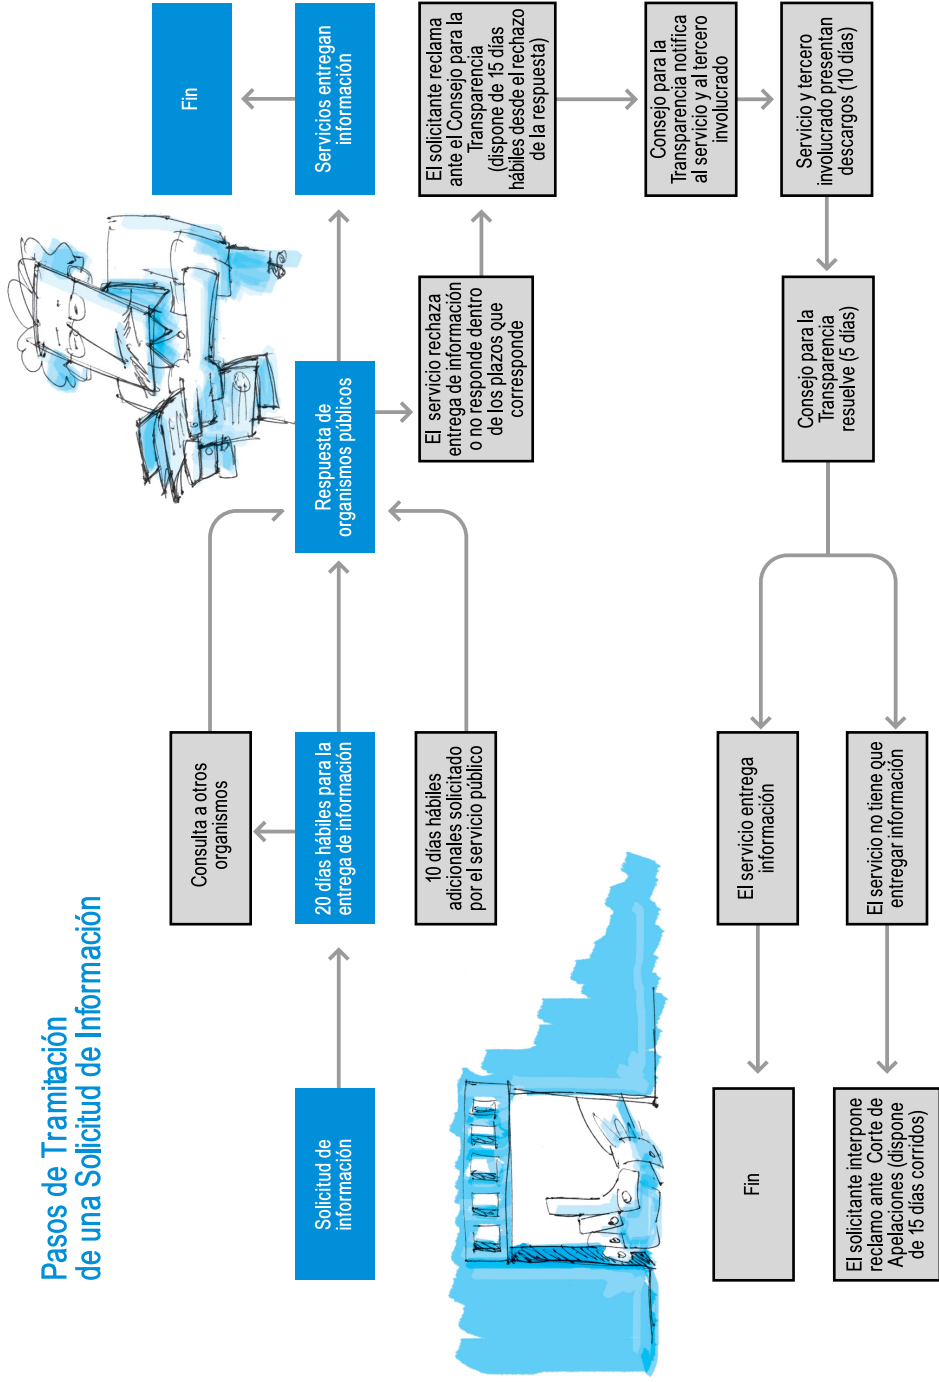 Pasos de Tramitación
de una Solicitud de Información
Solicitud de
información
20 días hábiles para la
entrega de información
Consulta a otros
organismos
10 días hábiles
adicionales solicitado
por el servicio público
Respuesta de
organismos públicos
Servicios entregan
información
Fin
El servicio rechaza
entrega de información
o no responde dentro
de los plazos que
corresponde
El solicitante reclama
ante el Consejo para la
Transparencia
(dispone de 15 días
hábiles desde el rechazo
de la respuesta)
Consejo para la
Transparencia notifica
al servicio y al tercero
involucrado
Servicio y tercero
involucrado presentan
descargos (10 días)
Consejo para la
Transparencia
resuelve (5 días)
El servicio entrega
información
Fin
El servicio no tiene que
entregar información
El solicitante interpone
reclamo ante Corte de
Apelaciones (dispone
de 15 días corridos)